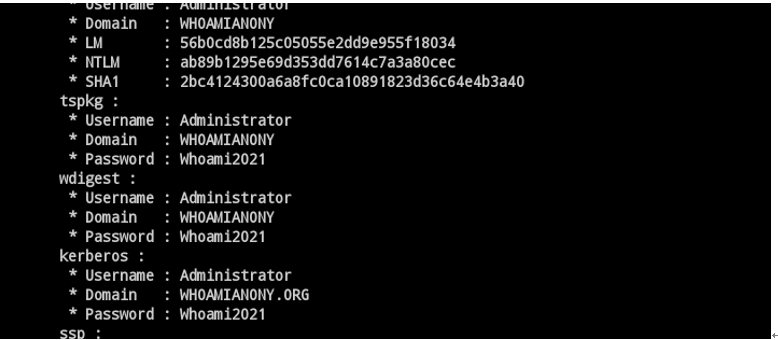 * Username : Administrator
* Domain   : WHOAMIANONY
* LM       : 56b0cd8b125c05055e2dd9e955f18034
* NTLM     : ab89b1295e69d353dd7614c7a3a80cec
* SHA1     : 2bc4124300a6a8fc0ca10891823d36c64e4b3a40
tspkg :
* Username : Administrator
* Domain   : WHOAMIANONY
* Password : Whoami2021
wdigest :
* Username : Administrator
* Domain   : WHOAMIANONY
* Password : Whoami2021
kerberos :
* Username : Administrator
* Domain   : WHOAMIANONY.ORG
* Password : Whoami2021
ssp :